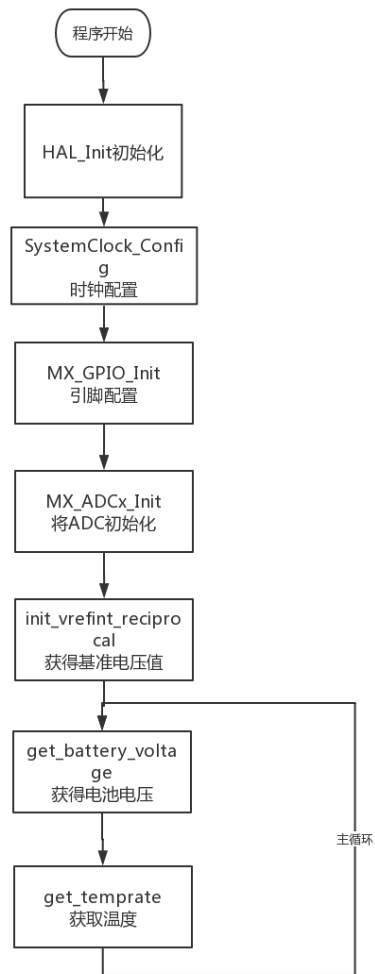 程序开始
HAL_Init初始化
SystemClock_Confi
g
时钟配置
MX_GPIO_Init
引脚配置
MX_ADCx_Init
将ADC初始化
init_vrefint_recipro
cal
获得基准电压值
get_battery_volta
ge
获得电池电压
主循环
get_temprate
获取温度